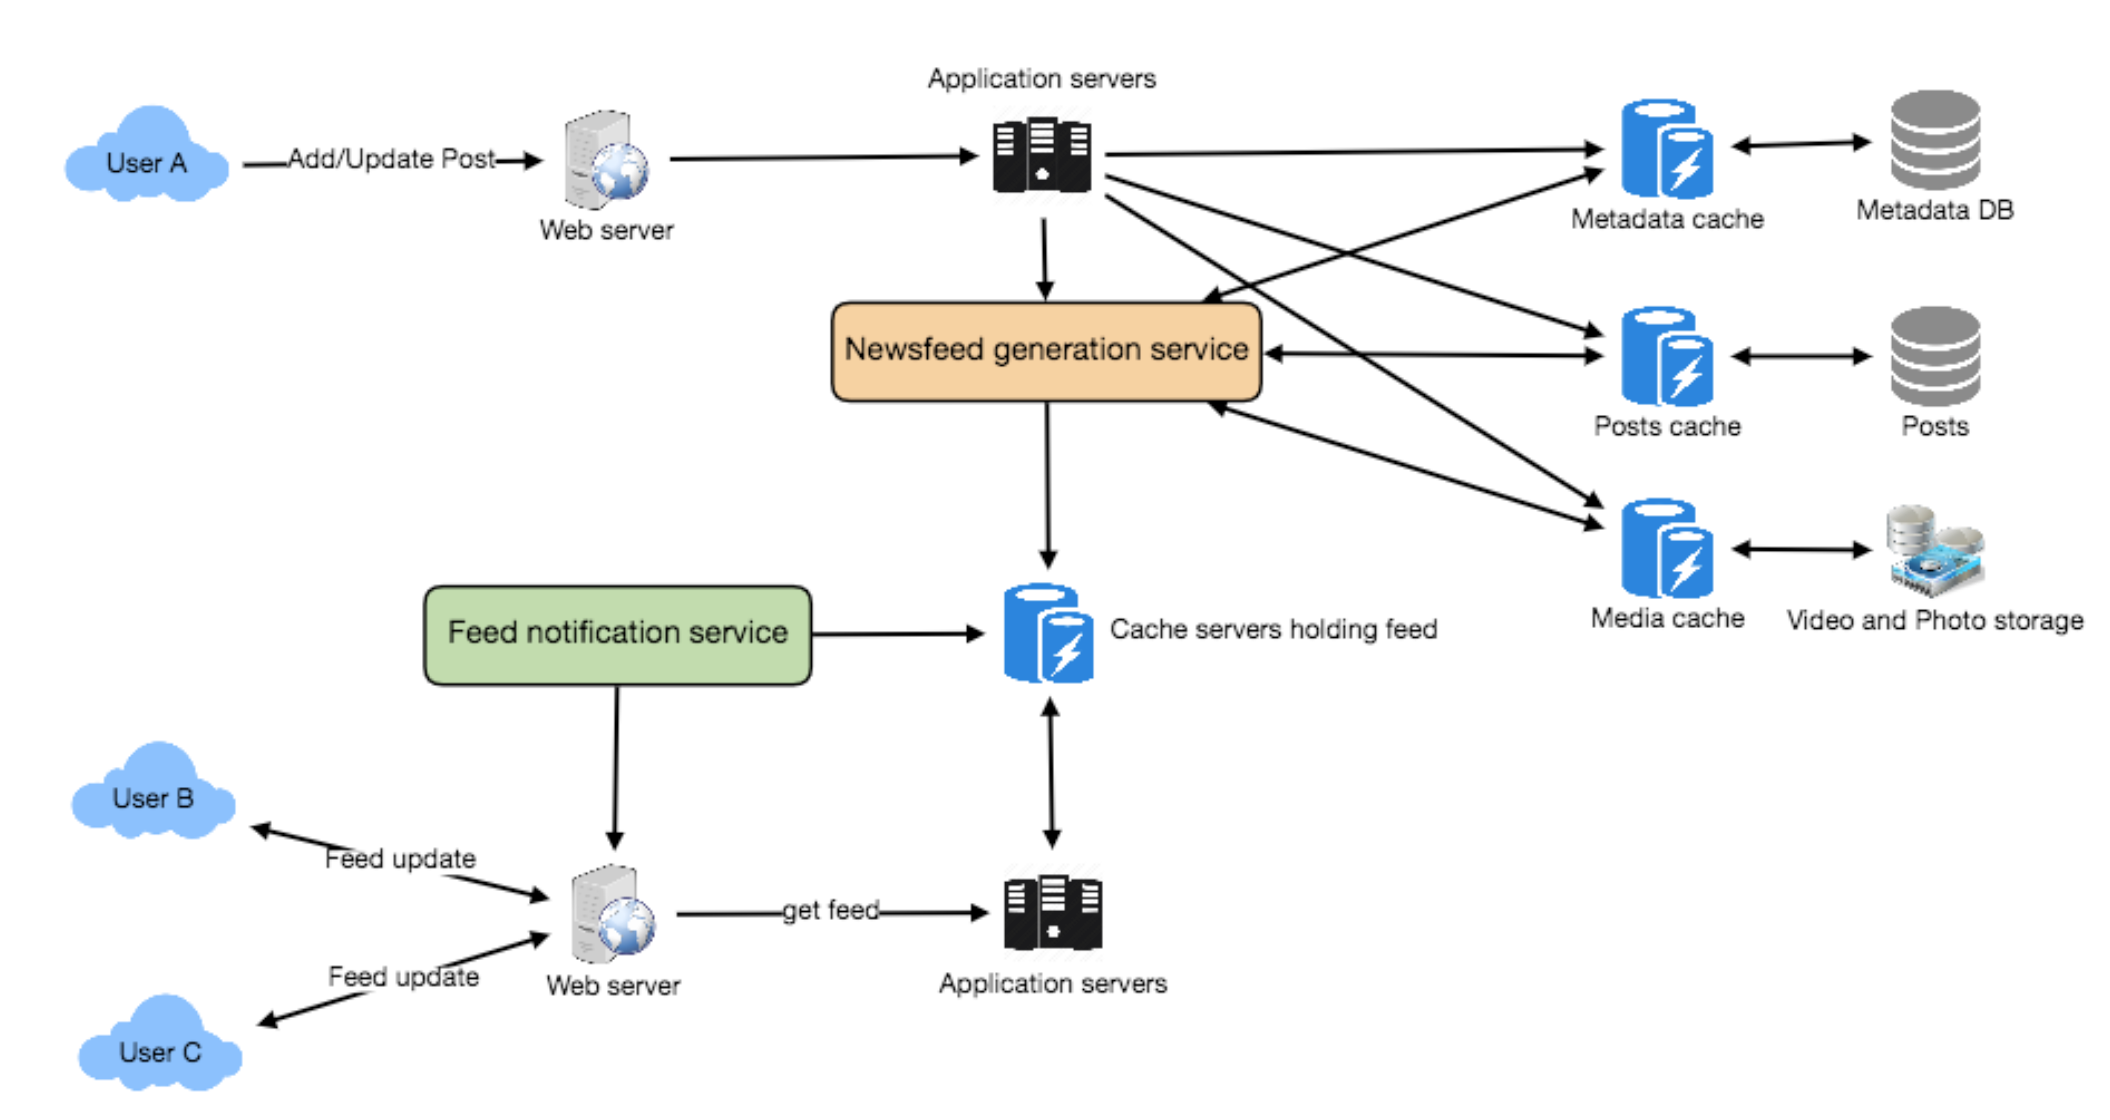 Application servers
User A
Add/Update Post
Web server
Metadata cache
Metadata DB
Newsfeed generation service
Posts cache
Posts
Media cache
Video and Photo storage
Feed notification service
Cache servers holding feed
User B
Feed update
get feed
Feed update
Web server
Application servers
User C